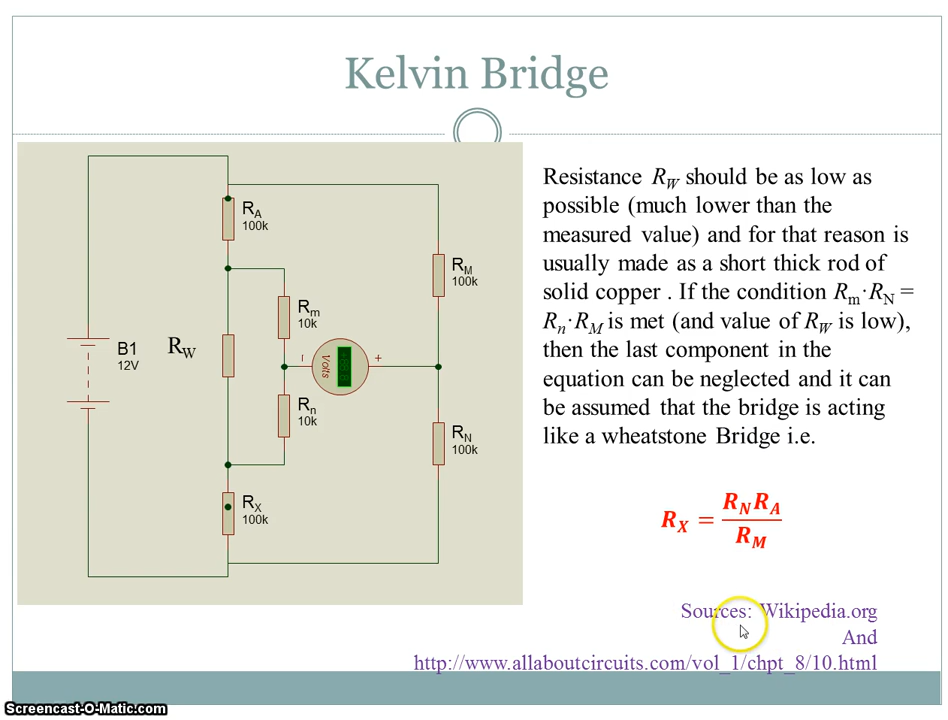 Kelvin Bridge
RA
100k
RM
100k
Rm
10k
B1
12V
RW
−
Volts
+
Rn
10k
RN
100k
RX
100k
Resistance RW should be as low as
possible (much lower than the
measured value) and for that reason is
usually made as a short thick rod of
solid copper . If the condition Rm·RN =
Rn·RM is met (and value of RW is low),
then the last component in the
equation can be neglected and it can
be assumed that the bridge is acting
like a wheatstone Bridge i.e.
RX = RN RA / RM
Sources: Wikipedia.org
And
http://www.allaboutcircuits.com/vol_1/chpt_8/10.html
Screencast-O-Matic.com